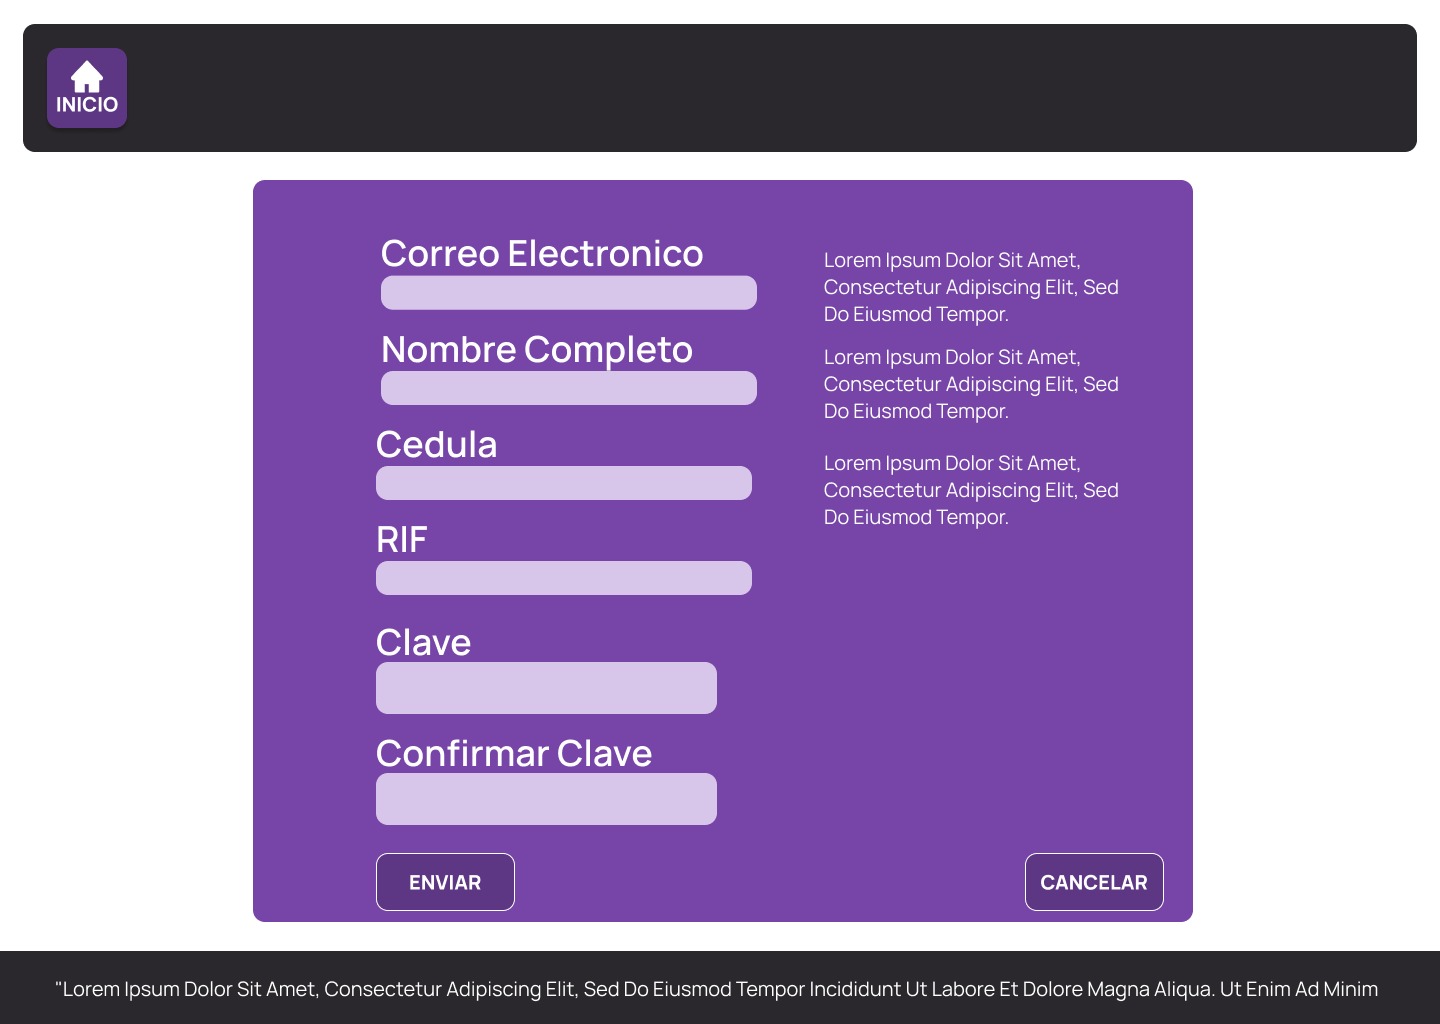 INICIO
Correo Electronico
Nombre Completo
Cedula
RIF
Clave
Confirmar Clave
Lorem Ipsum Dolor Sit Amet,
Consectetur Adipiscing Elit, Sed
Do Eiusmod Tempor.
Lorem Ipsum Dolor Sit Amet,
Consectetur Adipiscing Elit, Sed
Do Eiusmod Tempor.
Lorem Ipsum Dolor Sit Amet,
Consectetur Adipiscing Elit, Sed
Do Eiusmod Tempor.
ENVIAR
CANCELAR
"Lorem Ipsum Dolor Sit Amet, Consectetur Adipiscing Elit, Sed Do Eiusmod Tempor Incididunt Ut Labore Et Dolore Magna Aliqua. Ut Enim Ad Minim